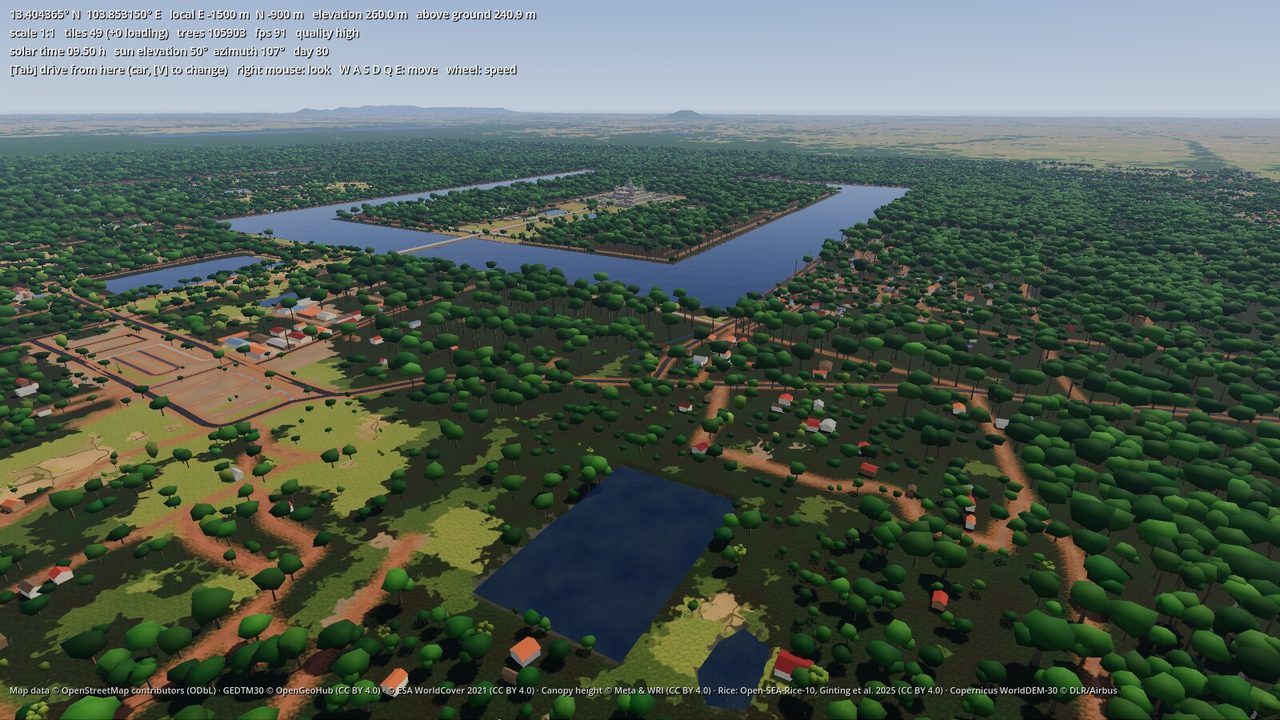 13.404365° N  103.853150° E   local E -1500 m  N -900 m   elevation 260.0 m   above ground 240.9 m
scale 1:1   tiles 49 (+0 loading)   trees 105903   fps 91   quality high
solar time 09.50 h   sun elevation 50°  azimuth 107°   day 80
[Tab] drive from here (car, [V] to change)   right mouse: look   W A S D Q E: move   wheel: speed
Map data © OpenStreetMap contributors (ODbL) · GEDTM30 © OpenGeoHub (CC BY 4.0) · © ESA WorldCover 2021 (CC BY 4.0) · Canopy height © Meta & WRI (CC BY 4.0) · Rice: Open-SEA-Rice-10, Ginting et al. 2025 (CC BY 4.0) · Copernicus WorldDEM-30 © DLR/Airbus